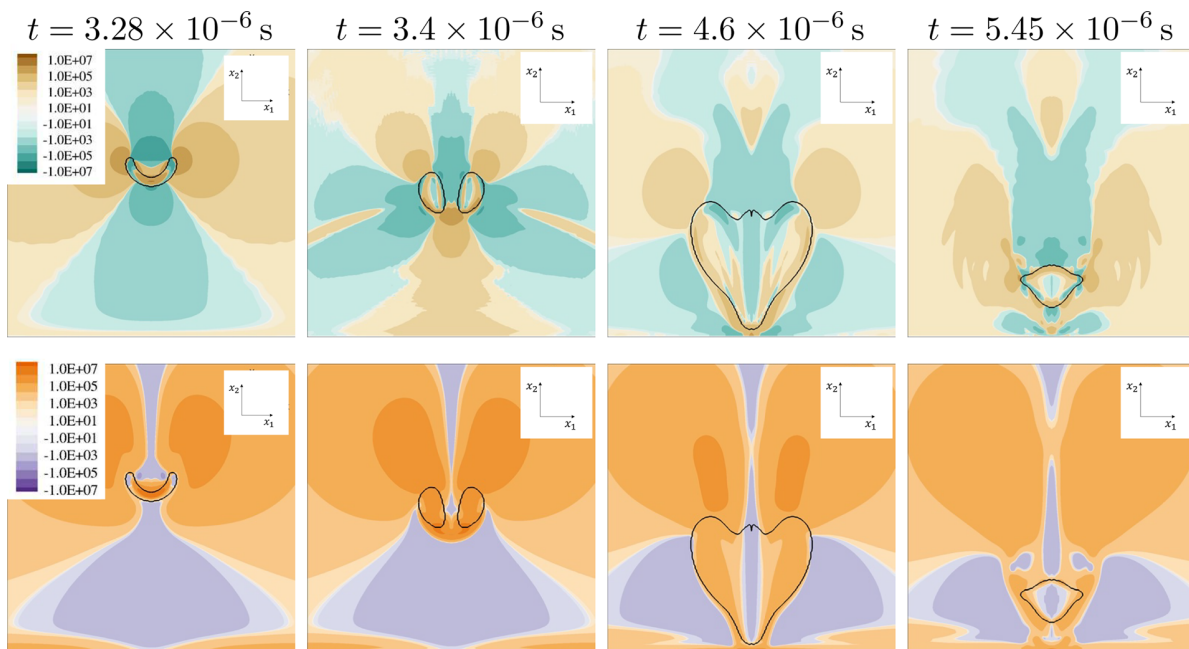 t = 3.28 × 10⁻⁶ s
t = 3.4 × 10⁻⁶ s
t = 4.6 × 10⁻⁶ s
t = 5.45 × 10⁻⁶ s
1.0E+07
1.0E+05
1.0E+03
1.0E+01
-1.0E+01
-1.0E+03
-1.0E+05
-1.0E+07
x₂
x₁
x₂
x₁
x₂
x₁
x₂
x₁
1.0E+07
1.0E+05
1.0E+03
1.0E+01
-1.0E+01
-1.0E+03
-1.0E+05
-1.0E+07
x₂
x₁
x₂
x₁
x₂
x₁
x₂
x₁